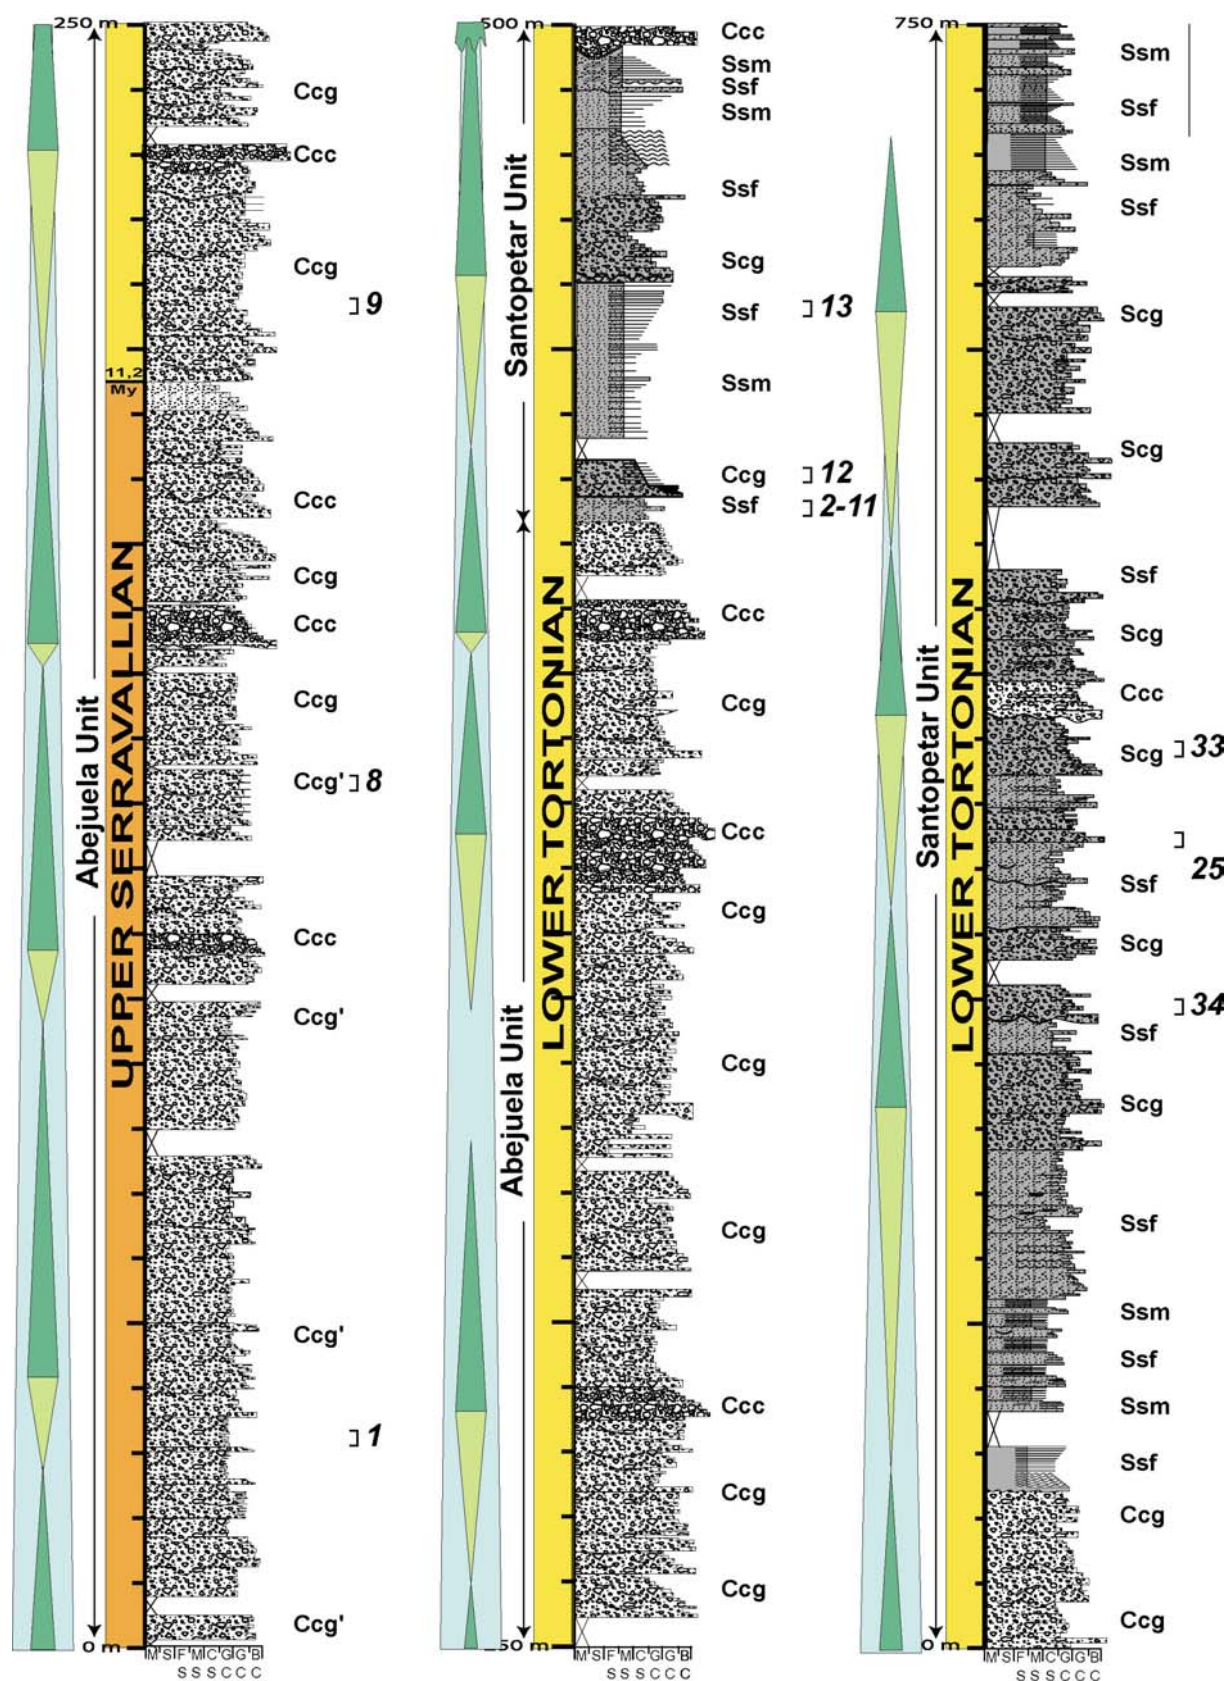 250 m
Abejuela Unit
UPPER SERRAVALLIAN
11,2
My
Ccg
Ccc
Ccg
9
Ccc
Ccg
Ccc
Ccg
Ccg' 8
Ccc
Ccg'
Ccg'
1
Ccg'
0 m
M S F M C G G B
S S S C C C
500 m
Santopetar Unit
Abejuela Unit
LOWER TORTONIAN
Ccc
Ssm
Ssf
Ssm
Ssf
Scg
Ssf 13
Ssm
Ccg 12
Ssf 2-11
Ccc
Ccg
Ccc
Ccg
Ccg
Ccg
Ccc
Ccg
Ccg
50 m
M S F M C G G B
S S S C C C
750 m
Santopetar Unit
LOWER TORTONIAN
Ssm
Ssf
Ssm
Ssf
Scg
Scg
Ssf
Scg
Ccc
Scg 33
25
Ssf
Scg
34
Ssf
Scg
Ssf
Ssm
Ssf
Ssm
Ssf
Ccg
Ccg
0 m
M S F M C G G B
S S S C C C